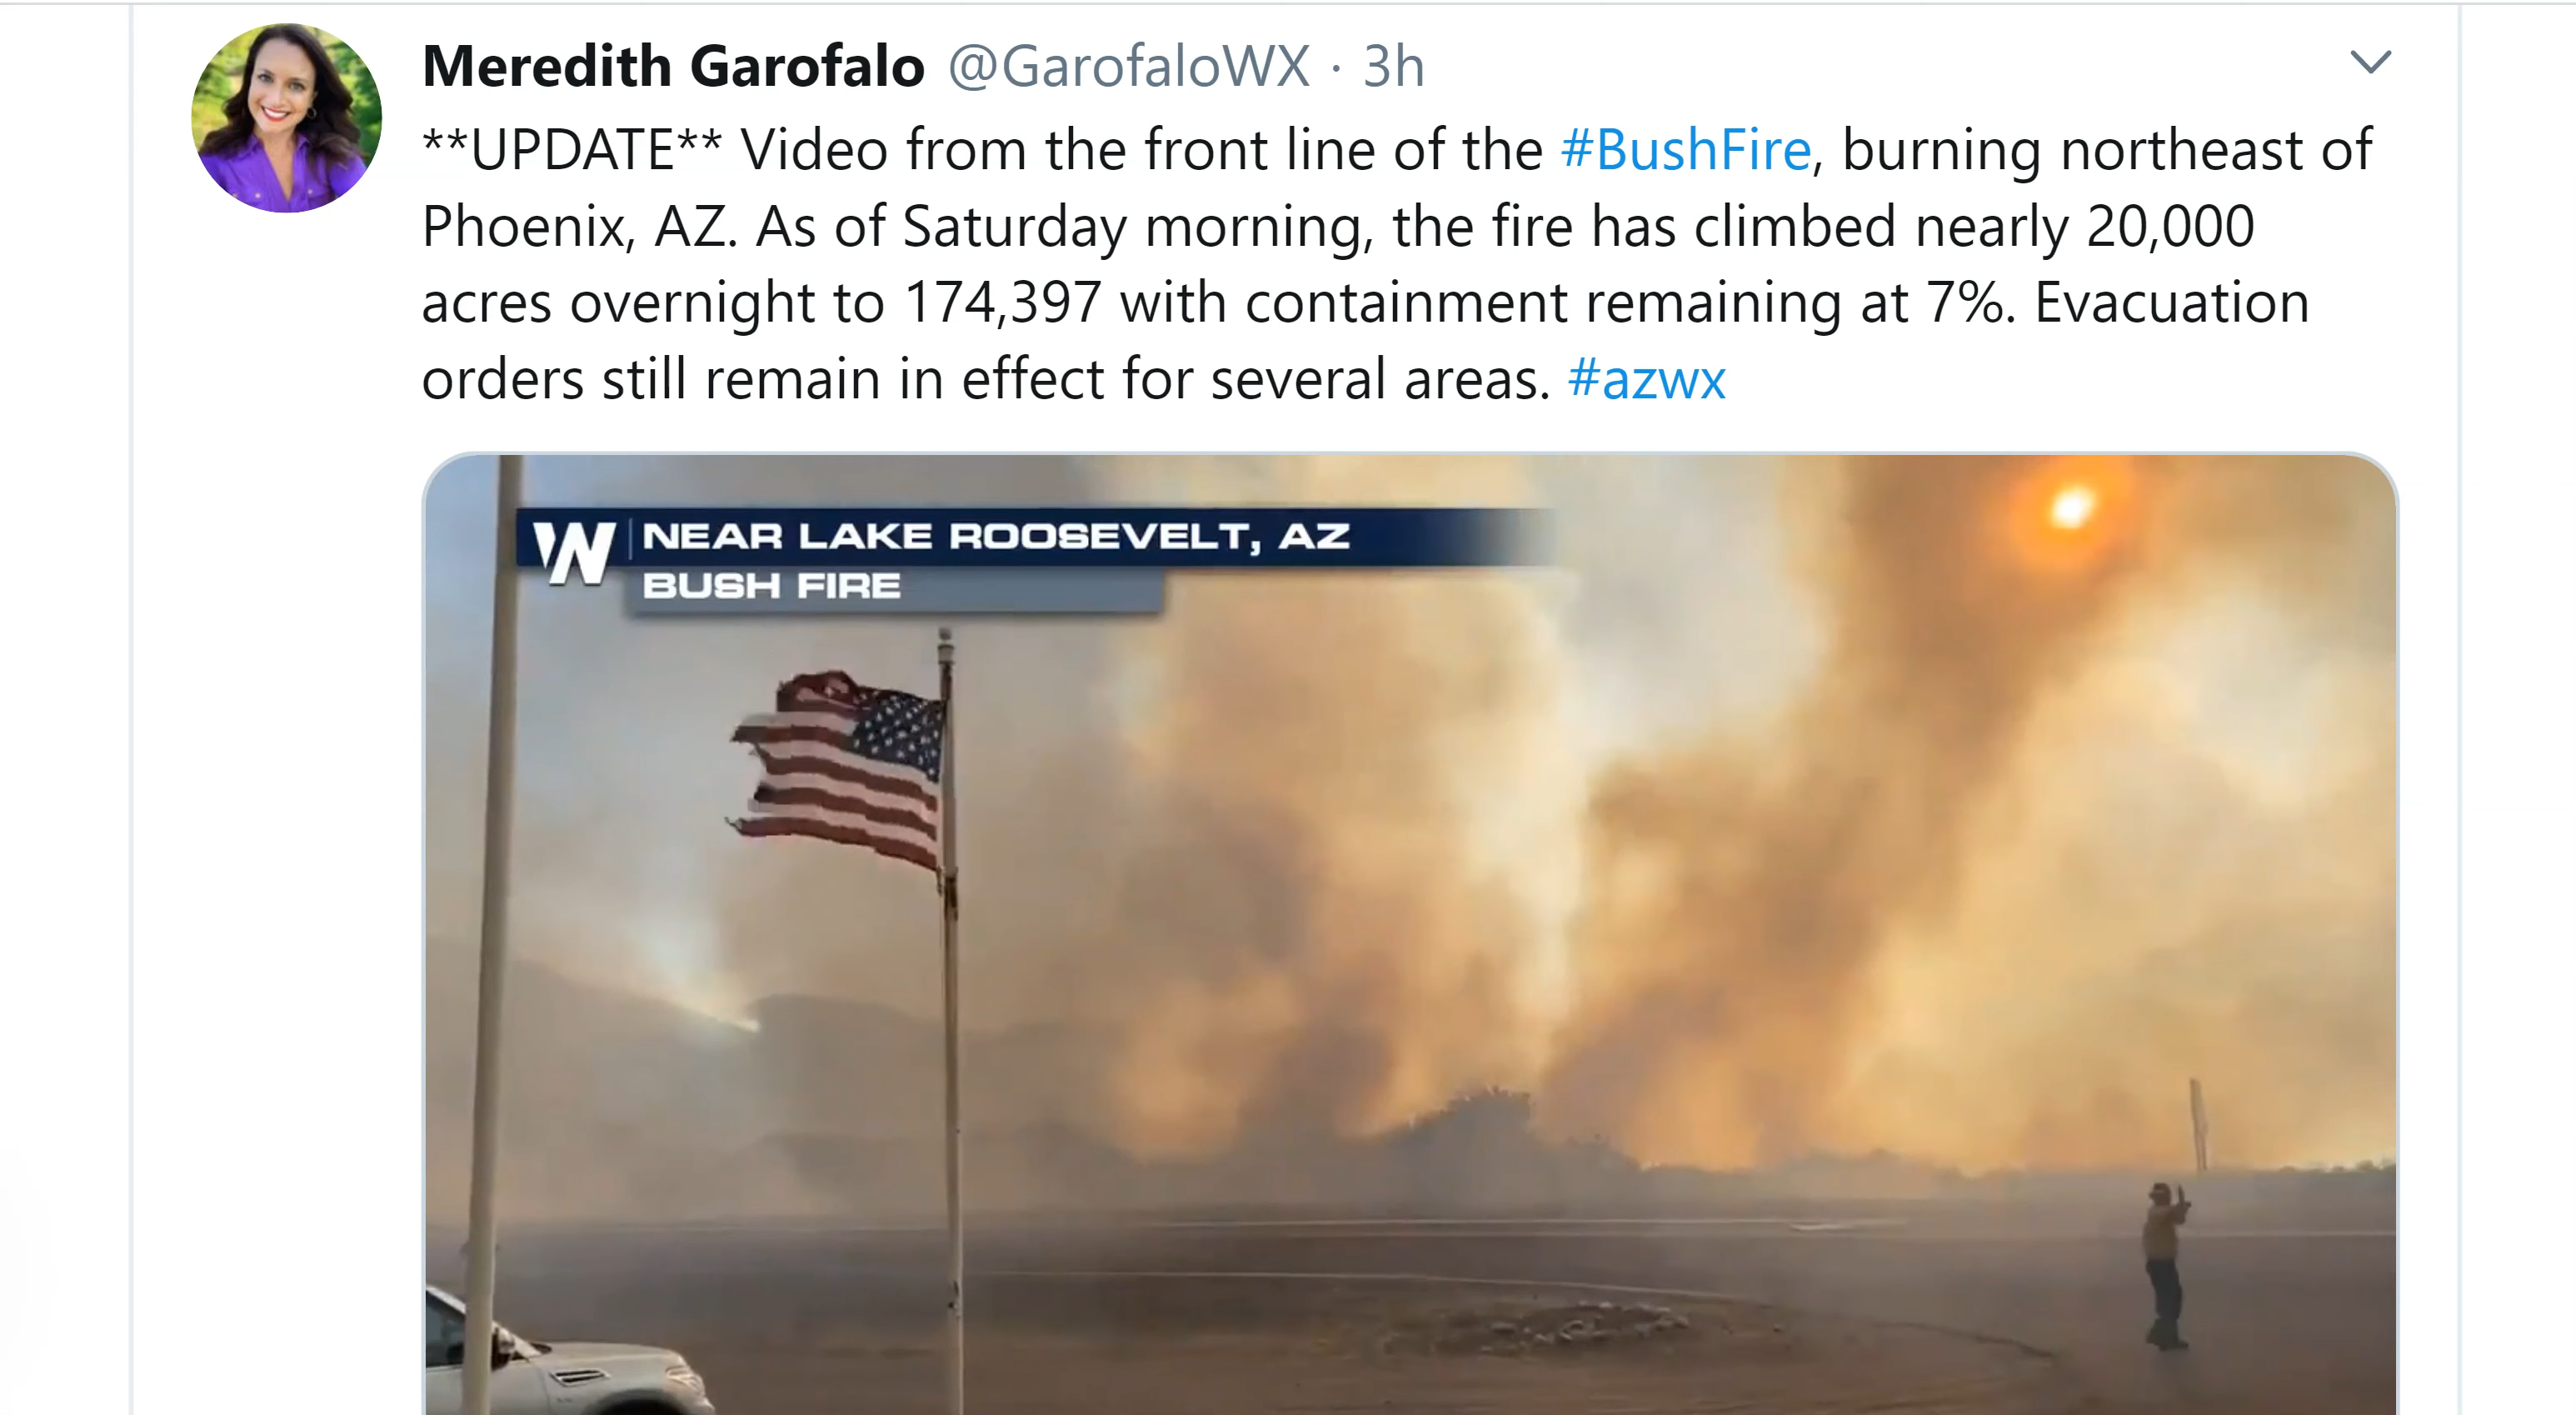 Meredith Garofalo @GarofaloWX · 3h
**UPDATE** Video from the front line of the #BushFire, burning northeast of
Phoenix, AZ. As of Saturday morning, the fire has climbed nearly 20,000
acres overnight to 174,397 with containment remaining at 7%. Evacuation
orders still remain in effect for several areas. #azwx
W NEAR LAKE ROOSEVELT, AZ
BUSH FIRE